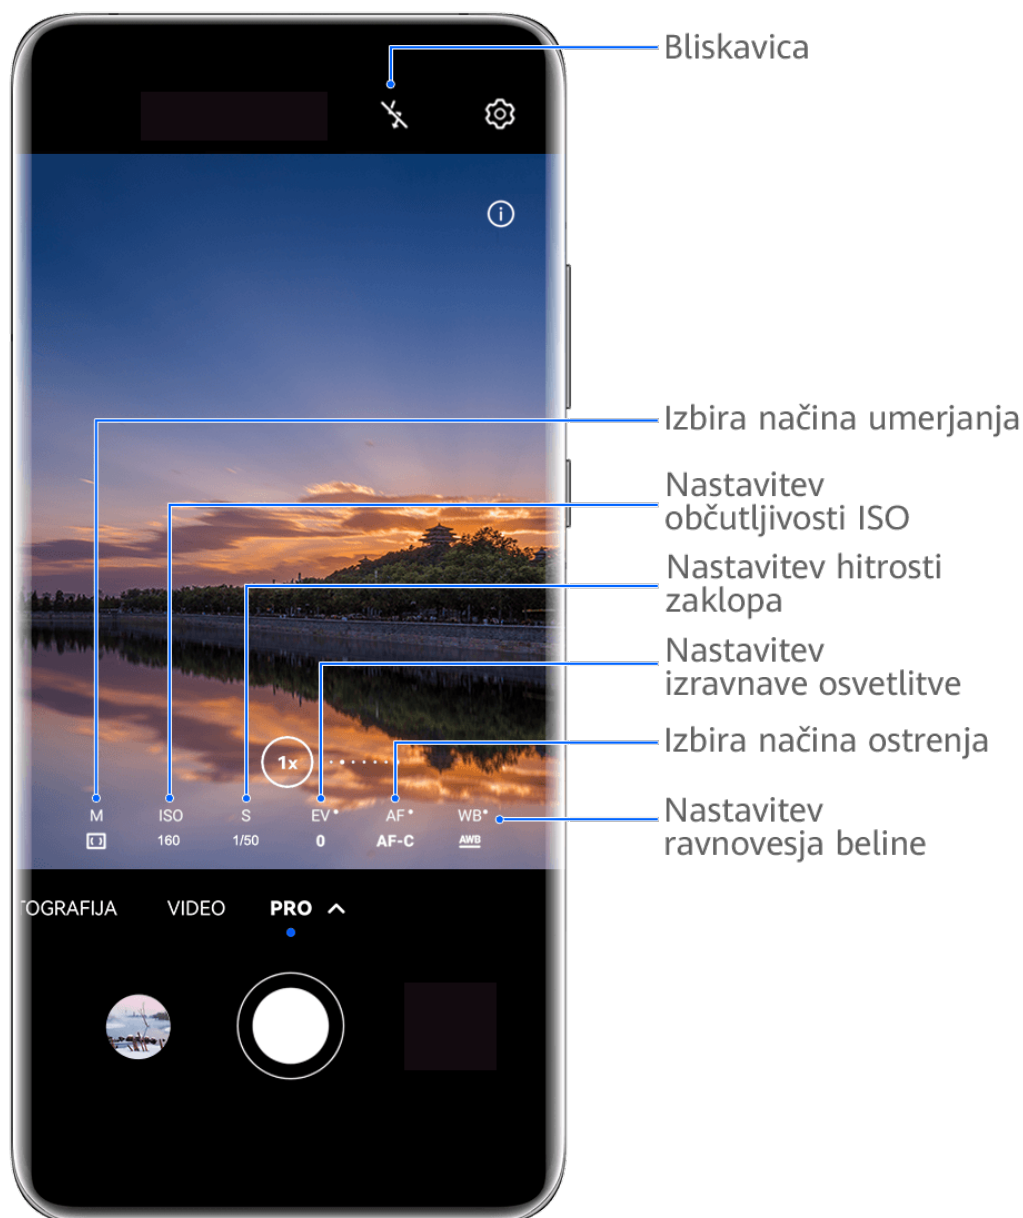 Bliskavica
Izbira načina umerjanja
Nastavitev
občutljivosti ISO
Nastavitev hitrosti
zaklopa
Nastavitev
izravnave osvetlitve
Izbira načina ostrenja
Nastavitev
ravnovesja beline
1x
M ISO S EV AF WB
160 1/50 0 AF-C AWB
TOGRAFIJA VIDEO PRO